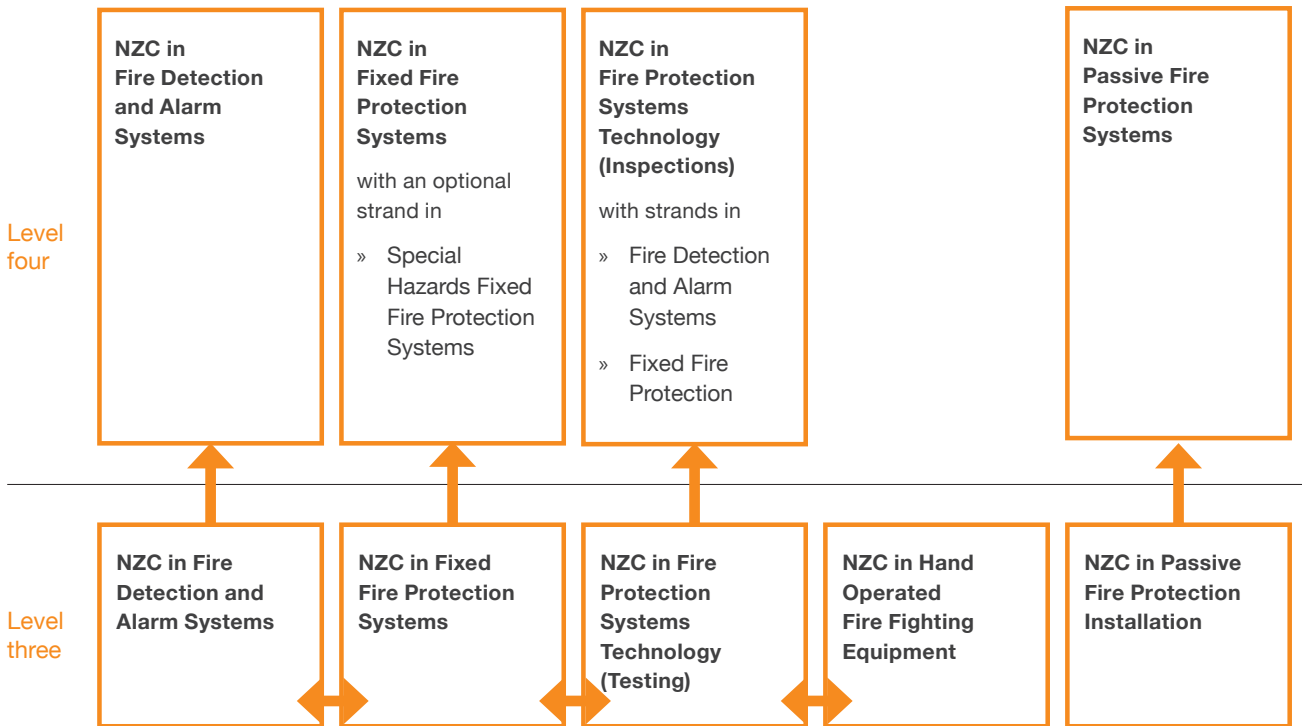 Level
four
NZC in
Fire Detection
and Alarm
Systems
NZC in
Fixed Fire
Protection
Systems
with an optional
strand in
» Special
Hazards Fixed
Fire Protection
Systems
NZC in
Fire Protection
Systems
Technology
(Inspections)
with strands in
» Fire Detection
and Alarm
Systems
» Fixed Fire
Protection
NZC in
Passive Fire
Protection
Systems
Level
three
NZC in Fire
Detection and
Alarm Systems
NZC in Fixed
Fire Protection
Systems
NZC in Fire
Protection
Systems
Technology
(Testing)
NZC in Hand
Operated
Fire Fighting
Equipment
NZC in Passive
Fire Protection
Installation